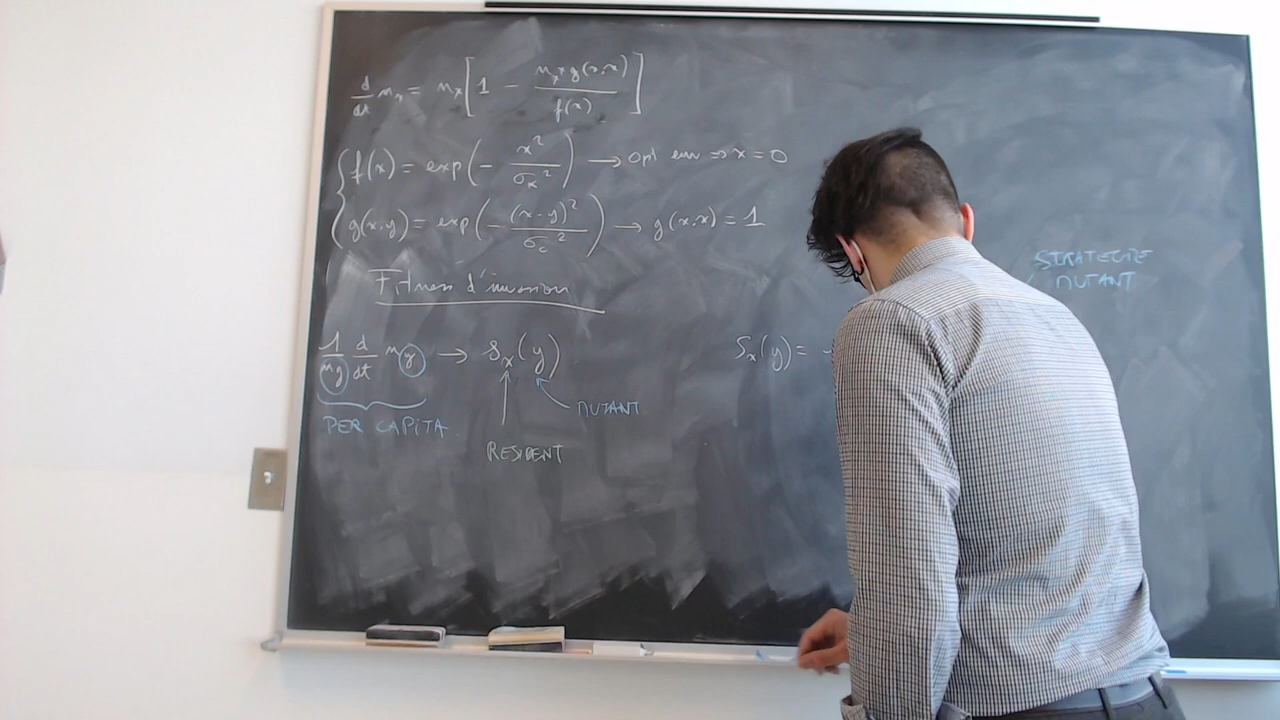 d/dt n_x = n_x [ 1 - n_x* g(x,x) / f(x) ]
f(x) = exp( - x² / σ_K² ) → opt env ⇒ x = 0
g(x,y) = exp( - (x-y)² / σ_c² ) → g(x,x) = 1
Fitness d'invasion
STRATEGIE
MUTANT
1/n_y d/dt n_y → S_x(y)
S_x(y) =
MUTANT
PER CAPITA
RESIDENT